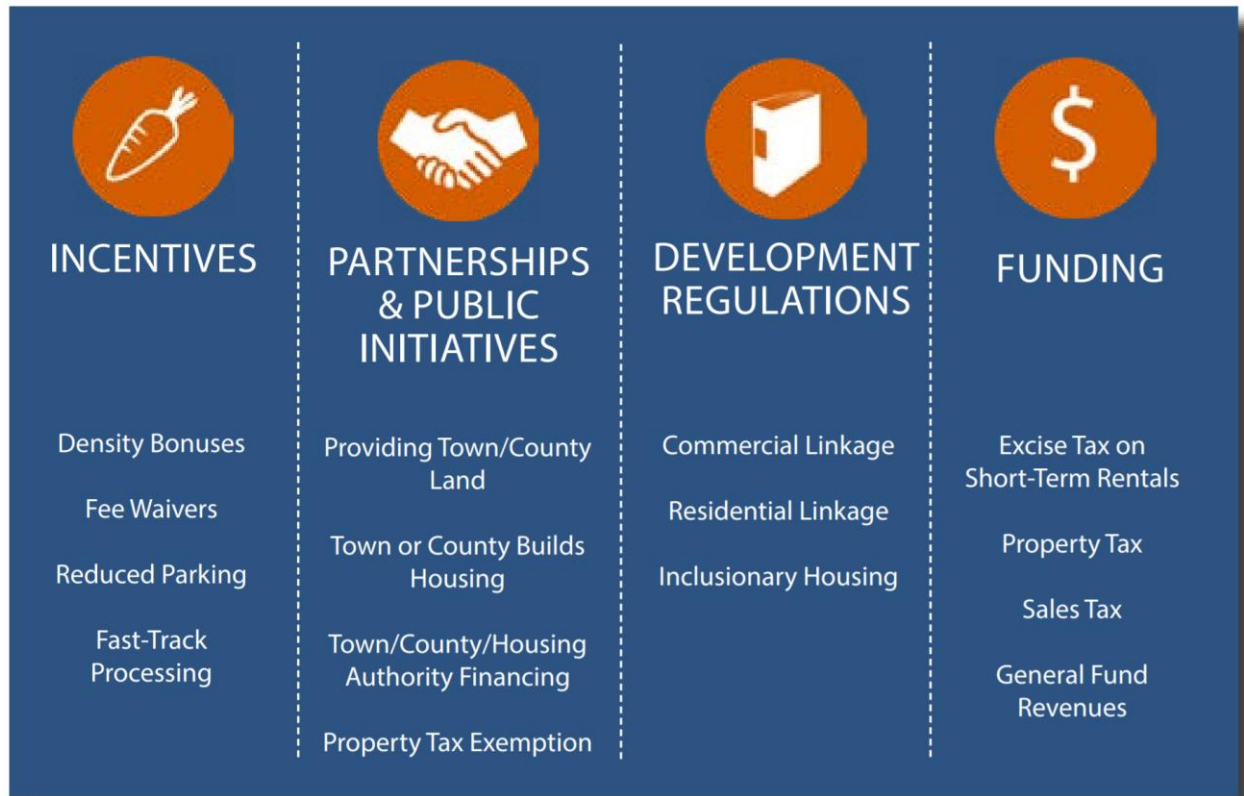 INCENTIVES
Density Bonuses
Fee Waivers
Reduced Parking
Fast-Track
Processing
PARTNERSHIPS
& PUBLIC
INITIATIVES
Providing Town/County
Land
Town or County Builds
Housing
Town/County/Housing
Authority Financing
Property Tax Exemption
DEVELOPMENT
REGULATIONS
Commercial Linkage
Residential Linkage
Inclusionary Housing
$
FUNDING
Excise Tax on
Short-Term Rentals
Property Tax
Sales Tax
General Fund
Revenues